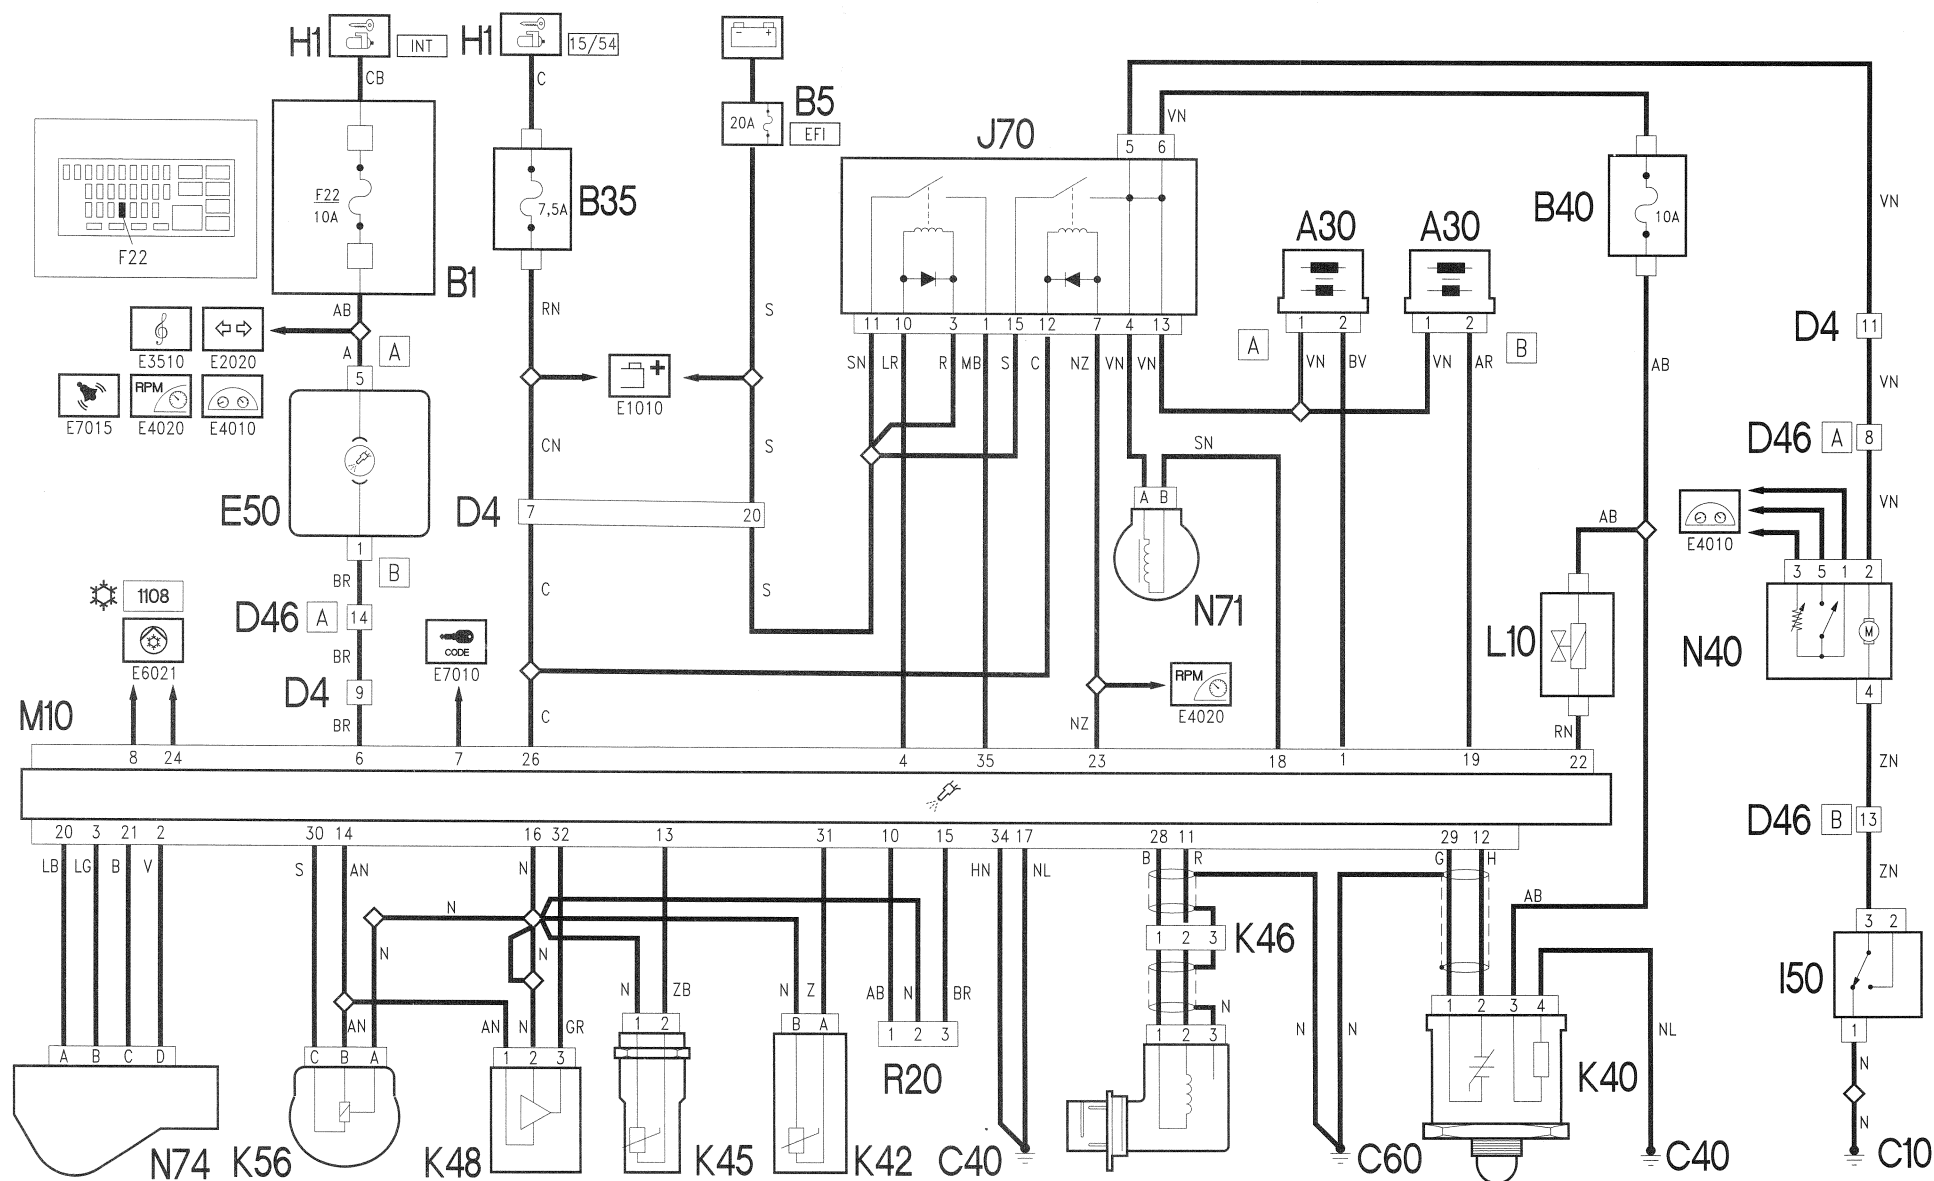 H1 INT H1 15/54
CB C
B5
20A EFI
J70
VN
5 6
F22
10A
7,5A B35
B40 10A
VN
A30 A30
F22
B1
AB RN S
11 10 3 1 15 12 7 4 13
1 2 1 2
D4 11
E3510 E2020
A A
SN LR R MB S C NZ VN VN
A VN BV VN AR B
AB
VN
5
RPM
E7015 E4020 E4010
E1010
CN S
SN
D46 A 8
A B
VN
E50
D4 7 20
AB
E4010
1
3 5 1 2
BR B
C S
N71
1108
D46 A 14
L10
M
N40
CODE
E6021 E7010
BR
RPM
E4020
D4 9
4
M10
BR C NZ RN
8 24 6 7 26 4 35 23 18 1 19 22
ZN
D46 B 13
20 3 21 2 30 14 16 32 13 31 10 15 34 17 28 11 29 12
LB LG B V S AN N HN NL B R G H
ZN
AB
N
3 2
1 2 3 K46
N N
I50
N ZB N Z AB N BR
N
1 2 3 4
AN AN N GR
1 2 B A 1 2 3
1 2 3
N N
NL
1
A B C D C B A 1 2 3
N
R20
K40
N
N74 K56 K48 K45 K42 C40 C60 C40 C10